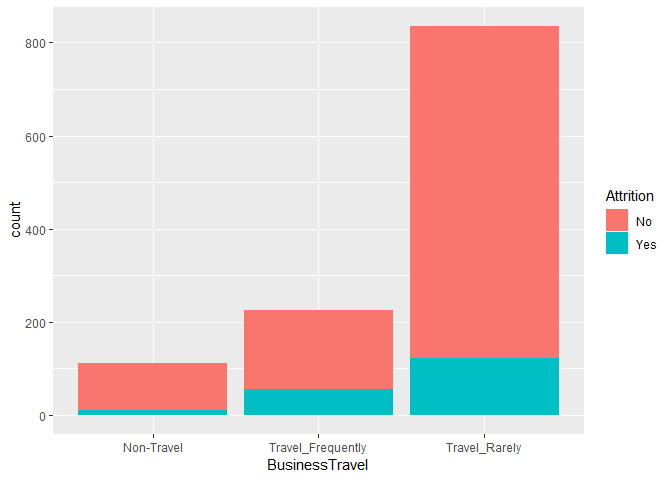 800
600
400
200
0
count
Non-Travel
Travel_Frequently
Travel_Rarely
BusinessTravel
Attrition
No
Yes